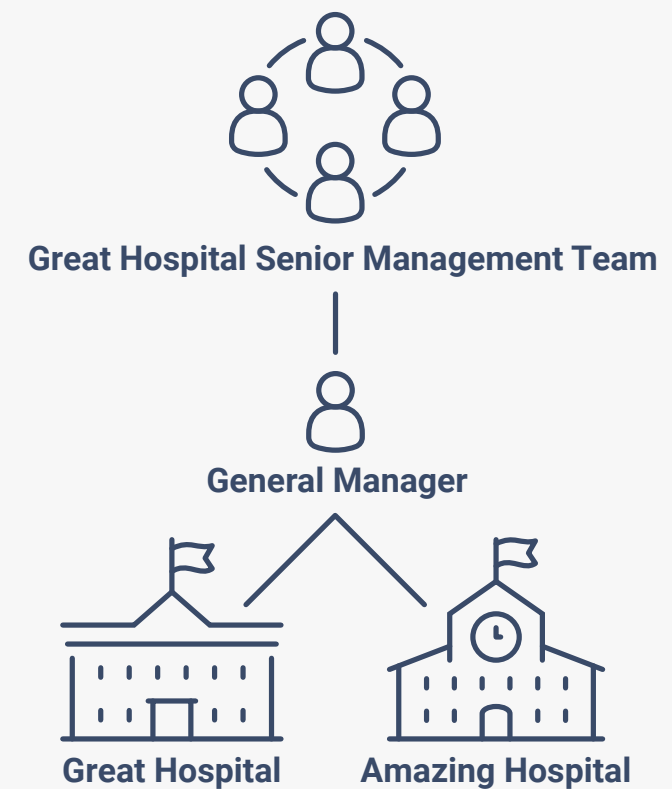 Great Hospital Senior Management Team
General Manager
Great Hospital
Amazing Hospital